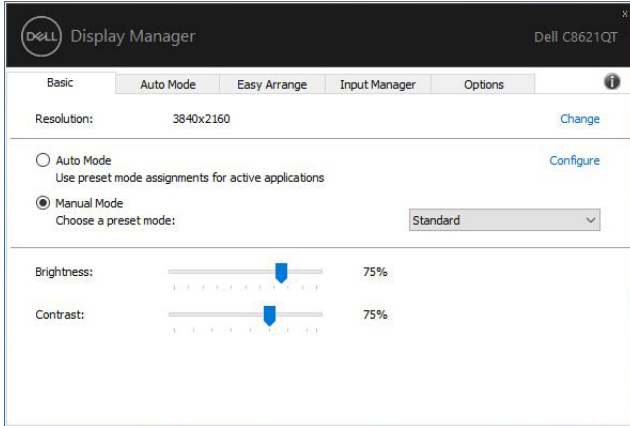 x
DELL Display Manager Dell C8621QT
Basic Auto Mode Easy Arrange Input Manager Options i
Resolution: 3840x2160 Change
Auto Mode Configure
Use preset mode assignments for active applications
Manual Mode
Choose a preset mode: Standard
Brightness: 75%
Contrast: 75%